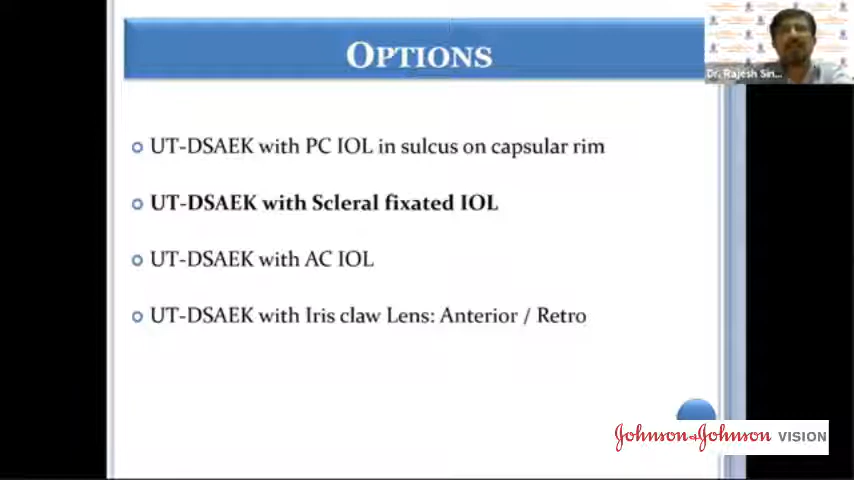 OPTIONS
Dr. Rajesh Sin...
UT-DSAEK with PC IOL in sulcus on capsular rim
UT-DSAEK with Scleral fixated IOL
UT-DSAEK with AC IOL
UT-DSAEK with Iris claw Lens: Anterior / Retro
Johnson & Johnson VISION